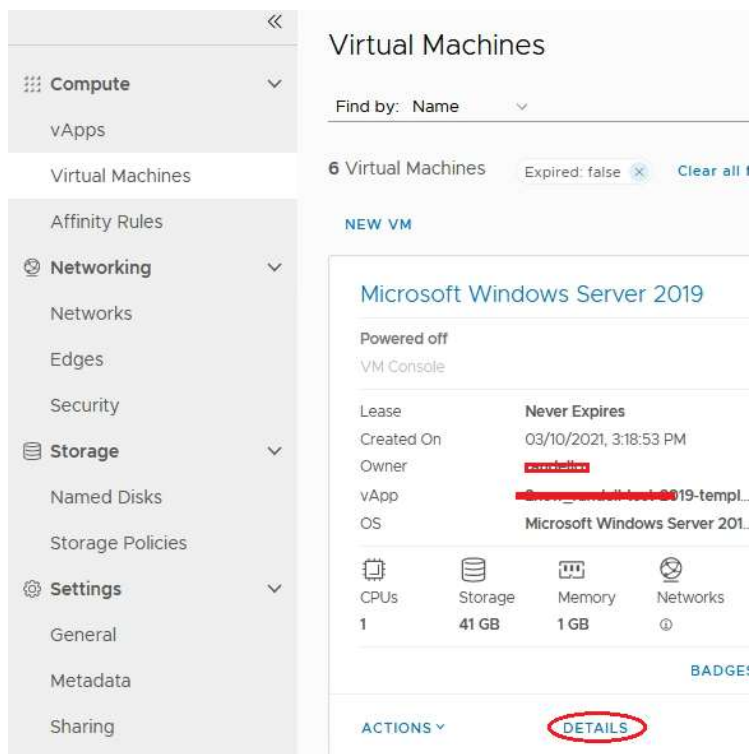 Compute
vApps
Virtual Machines
Affinity Rules
Networking
Networks
Edges
Security
Storage
Named Disks
Storage Policies
Settings
General
Metadata
Sharing
Virtual Machines
Find by: Name
6 Virtual Machines Expired: false Clear all
NEW VM
Microsoft Windows Server 2019
Powered off
VM Console
Lease Never Expires
Created On 03/10/2021, 3:18:53 PM
Owner
vApp 019-templ...
OS Microsoft Windows Server 201...
CPUs Storage Memory Networks
1 41 GB 1 GB
BADGES
ACTIONS DETAILS